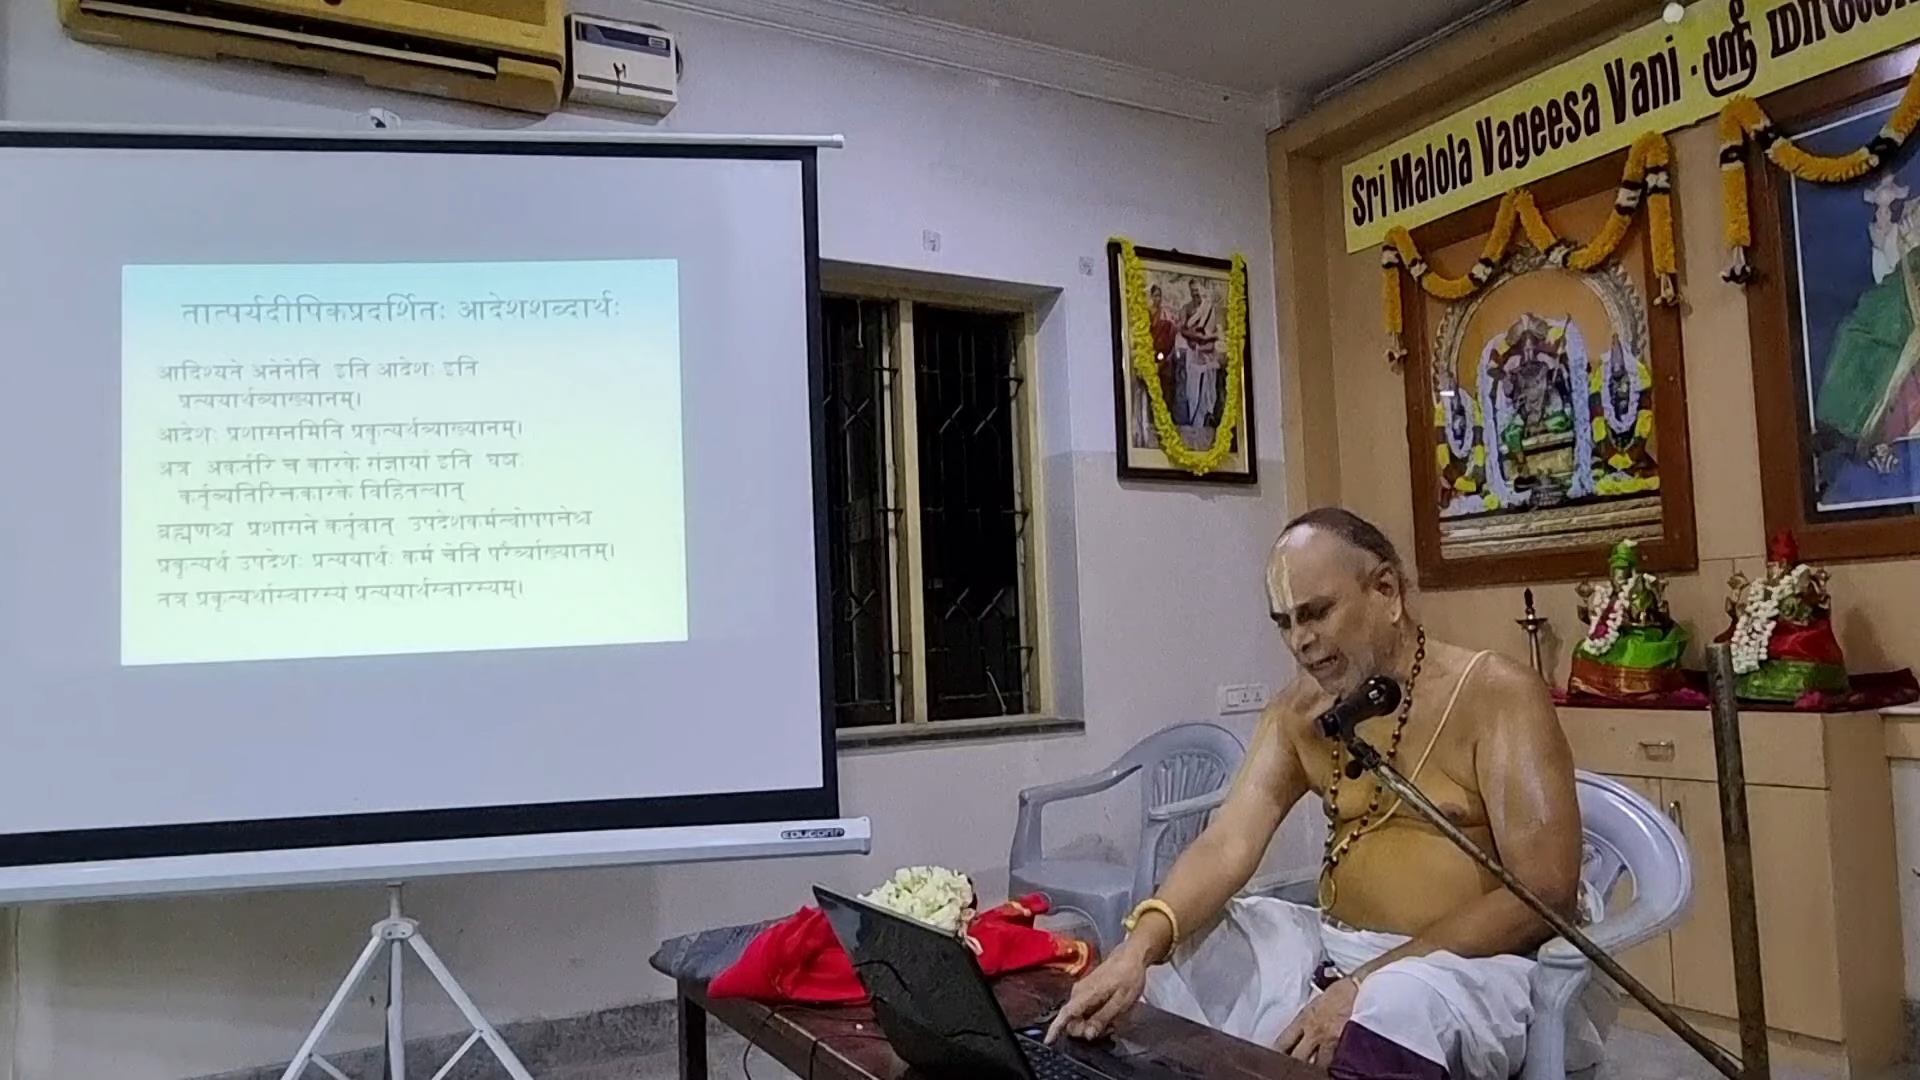 तात्पर्यदीपिकप्रदर्शितः आदेशशब्दार्थः
आदिश्यते अनेनेति इति आदेशः इति
प्रत्ययार्थव्याख्यानम्।
आदेशः प्रशासनमिति प्रकृत्यर्थव्याख्यानम्।
अत्र अकर्तरि च कारके संज्ञायां इति घञः
कर्तृव्यतिरिक्तकारके विहितत्वात्
ब्रह्मणश्च प्रशासने कर्तृवात् उपदेशकर्मत्वोपपत्तेश्च
प्रकृत्यर्थ उपदेशः प्रत्ययार्थः कर्म चेति परैर्व्याख्यातम्।
तत्र प्रकृत्यर्थास्वारस्यं प्रत्ययार्थस्वारस्यम्।
Sri Malola Vageesa Vani . ஸ்ரீ
EDUCORA